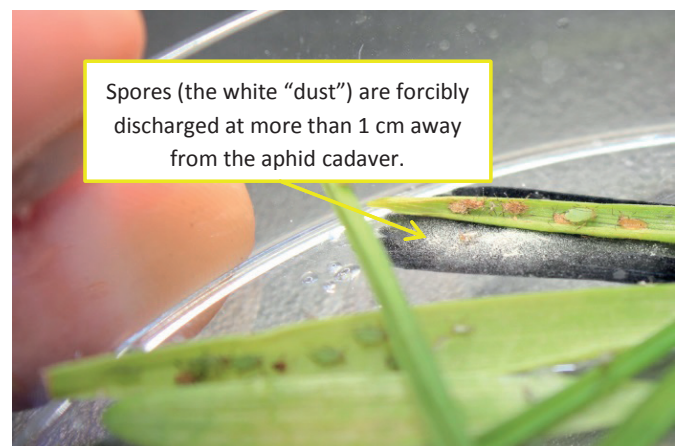 Spores (the white “dust”) are forcibly
discharged at more than 1 cm away
from the aphid cadaver.